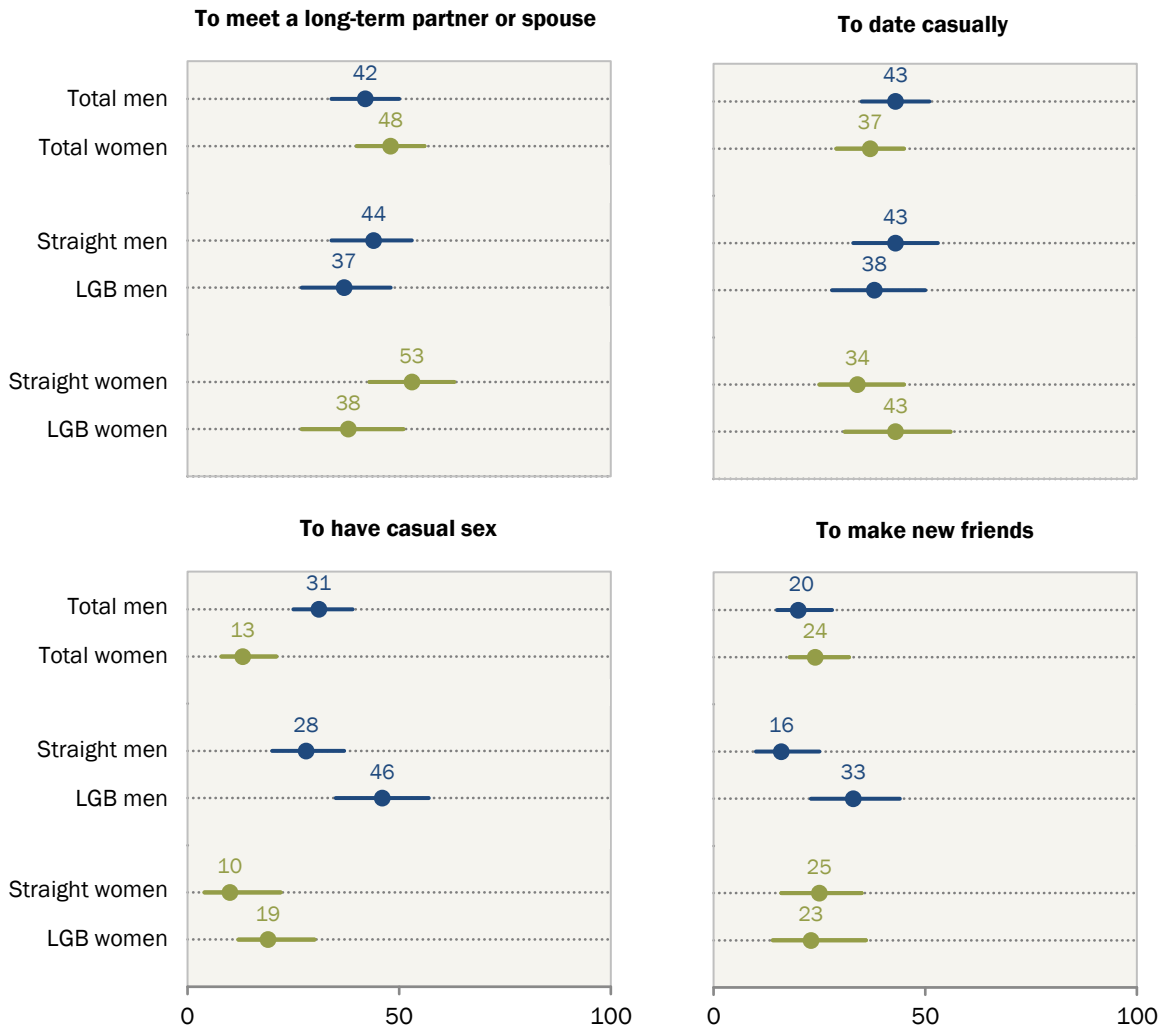 To meet a long-term partner or spouse
Total men
42
Total women
48
Straight men
44
LGB men
37
Straight women
53
LGB women
38
To date casually
43
37
43
38
34
43
To have casual sex
Total men
31
Total women
13
Straight men
28
LGB men
46
Straight women
10
LGB women
19
0 50 100
To make new friends
20
24
16
33
25
23
0 50 100